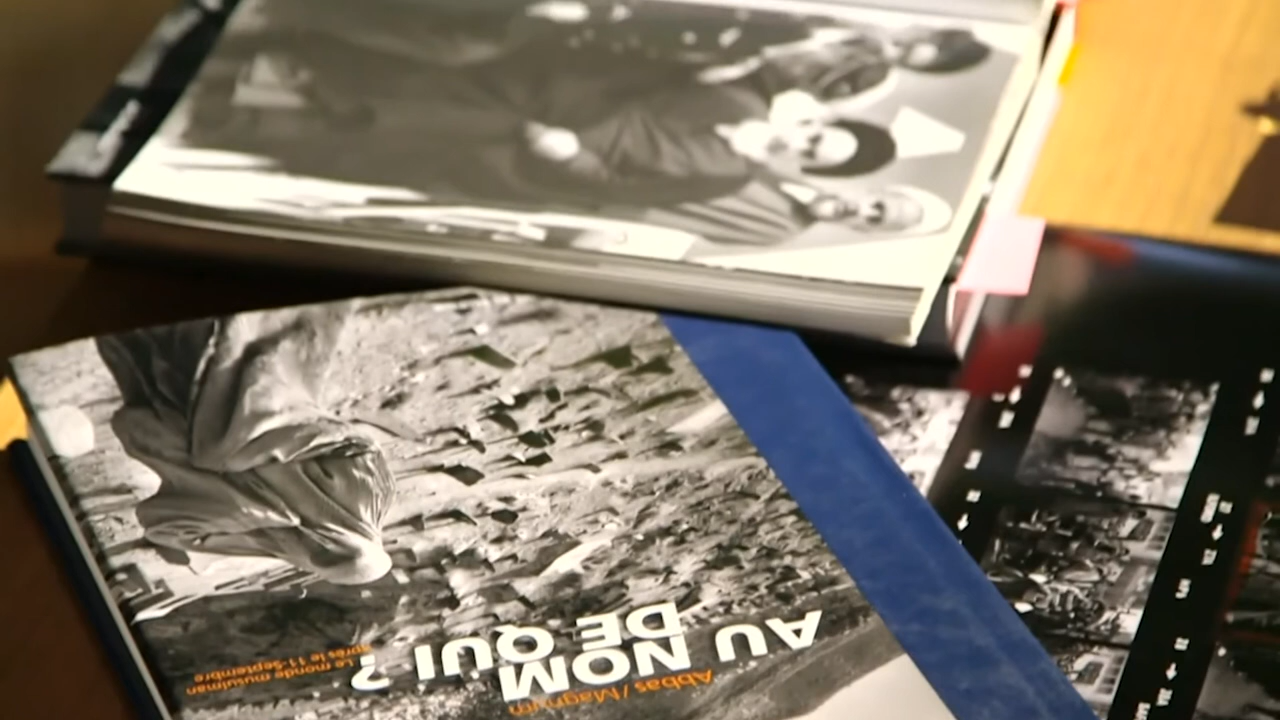 Abbas / Magnum
AU NOM
DE QUI ?
Le monde musulman
après le 11-Septembre